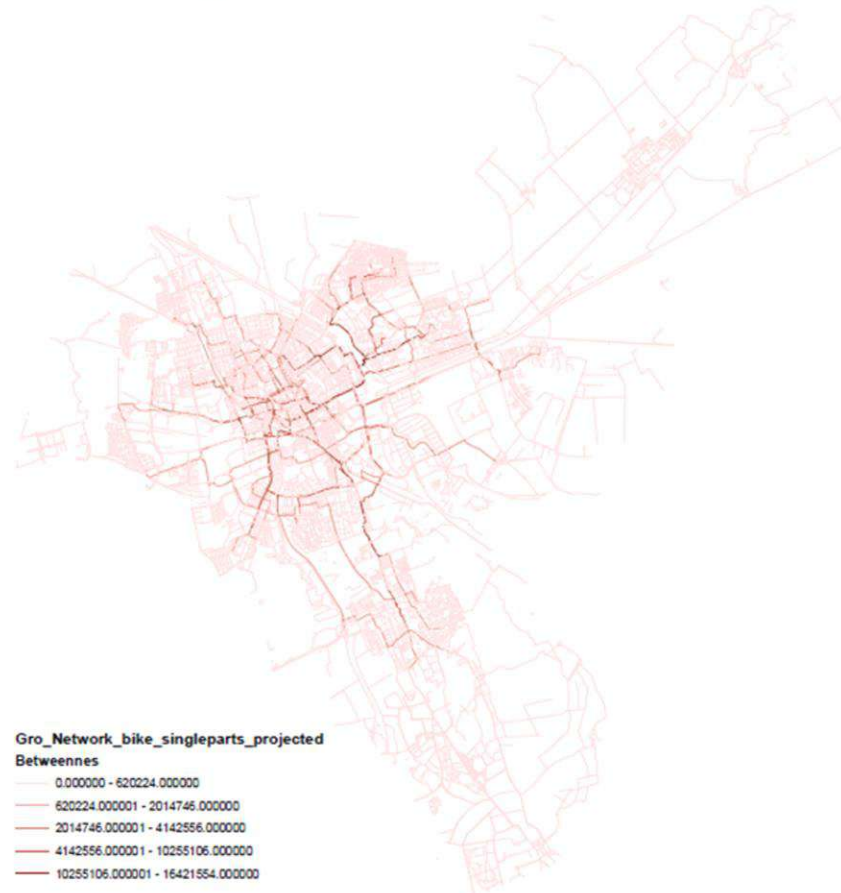 Gro_Network_bike_singleparts_projected
Betweennes
0.000000 - 620224.000000
620224.000001 - 2014746.000000
2014746.000001 - 4142556.000000
4142556.000001 - 10255106.000000
10255106.000001 - 16421554.000000